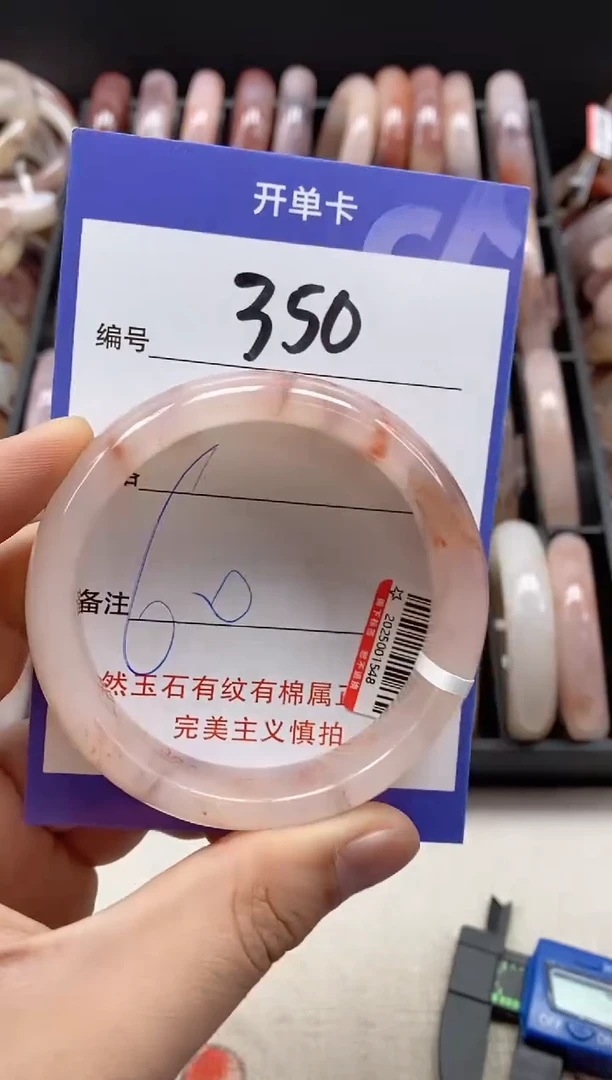 开单卡
编号 350
60
备注
然玉石有纹有棉属正
完美主义慎拍
☆ 2025001548